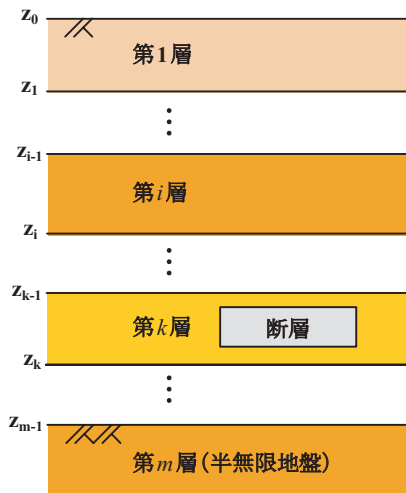 z0
第1層
z1
⋮
zi-1
第i層
zi
⋮
zk-1
第k層
断層
zk
⋮
zm-1
第m層(半無限地盤)